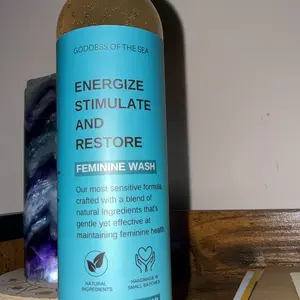 GODDESS OF THE SEA
ENERGIZE
STIMULATE
AND
RESTORE
FEMININE WASH
Our most sensitive formula,
crafted with a blend of
natural ingredients that's
gentle yet effective at
maintaining feminine health.
NATURAL
INGREDIENTS
HANDMADE IN
SMALL BATCHES